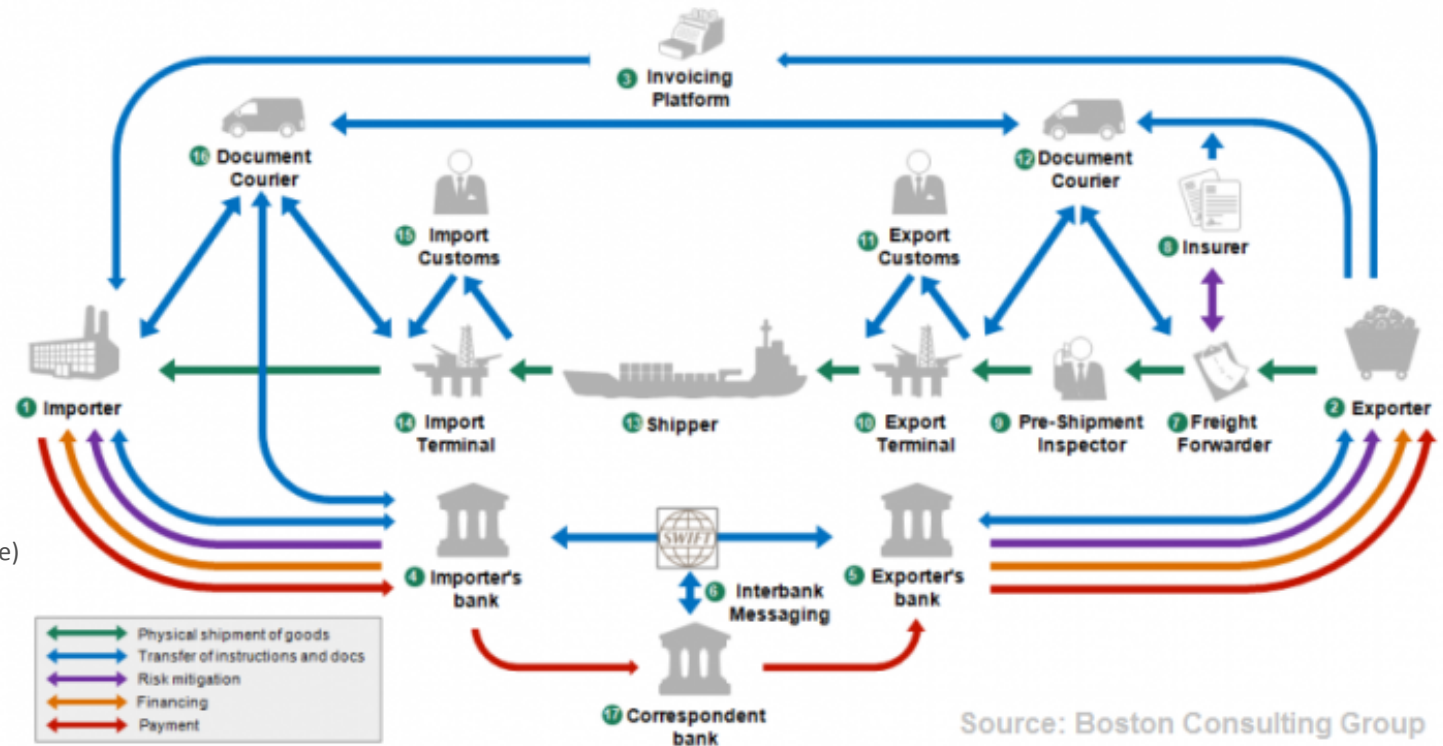 3 Invoicing
Platform
16 Document
Courier
12 Document
Courier
15 Import
Customs
11 Export
Customs
8 Insurer
1 Importer
14 Import
Terminal
13 Shipper
10 Export
Terminal
9 Pre-Shipment
Inspector
7 Freight
Forwarder
2 Exporter
SWIFT
e)
4 Importer's
bank
6 Interbank
Messaging
5 Exporter's
bank
Physical shipment of goods
Transfer of instructions and docs
Risk mitigation
Financing
Payment
17 Correspondent
bank
Source: Boston Consulting Group